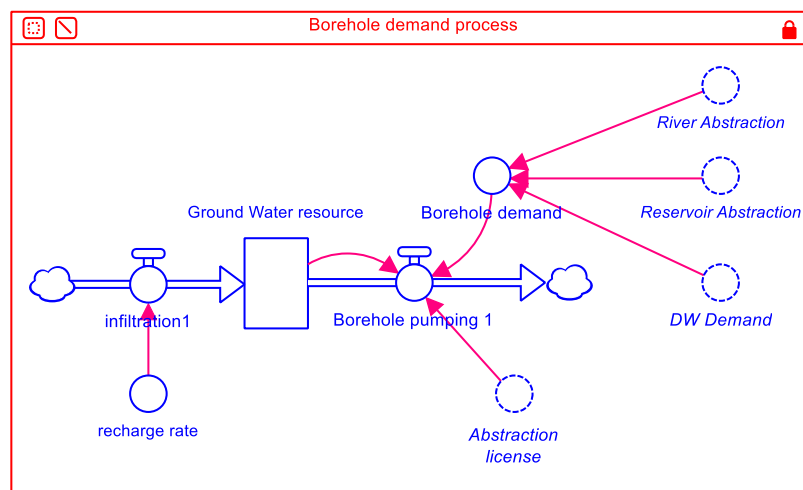 Borehole demand process
River Abstraction
Ground Water resource
Borehole demand
Reservoir Abstraction
infiltration1
Borehole pumping 1
DW Demand
recharge rate
Abstraction
license